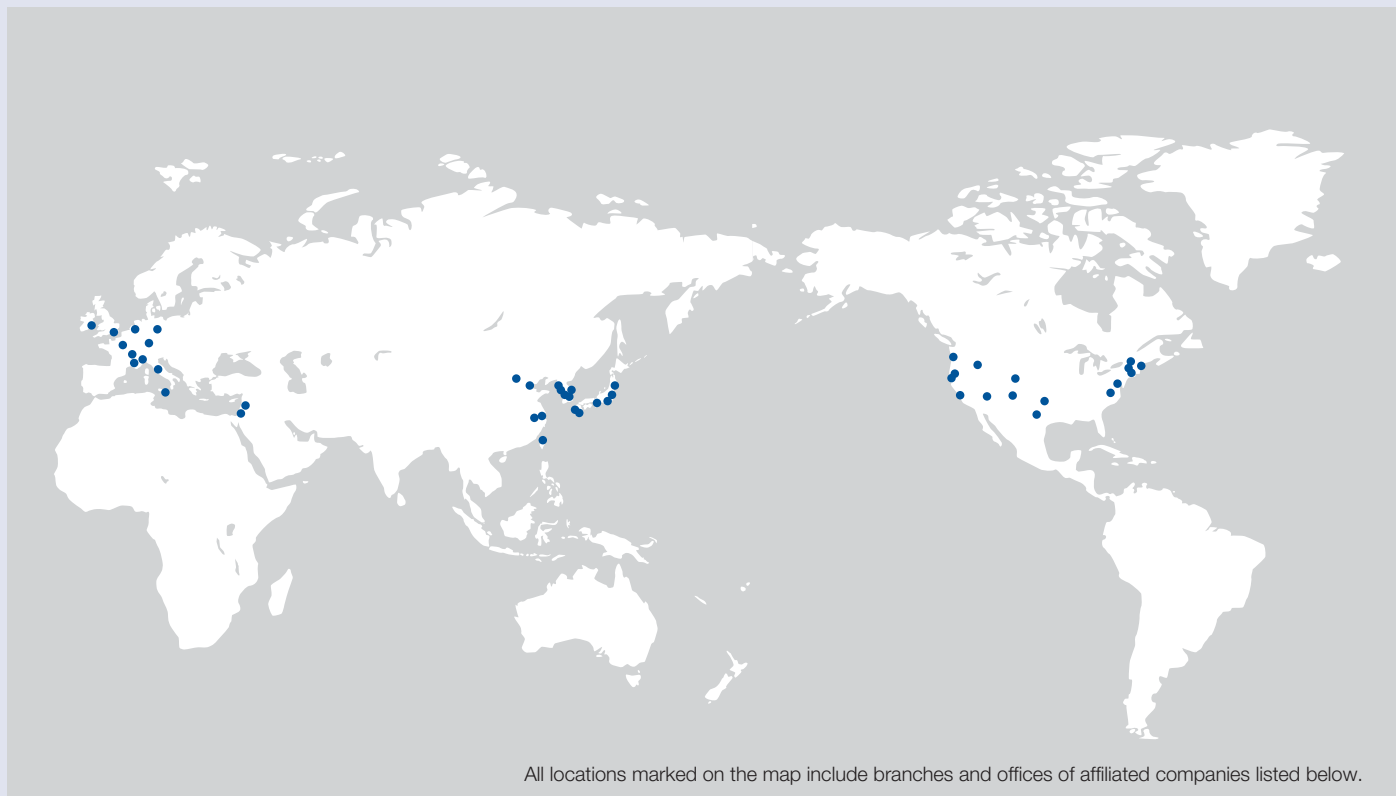 All locations marked on the map include branches and offices of affiliated companies listed below.